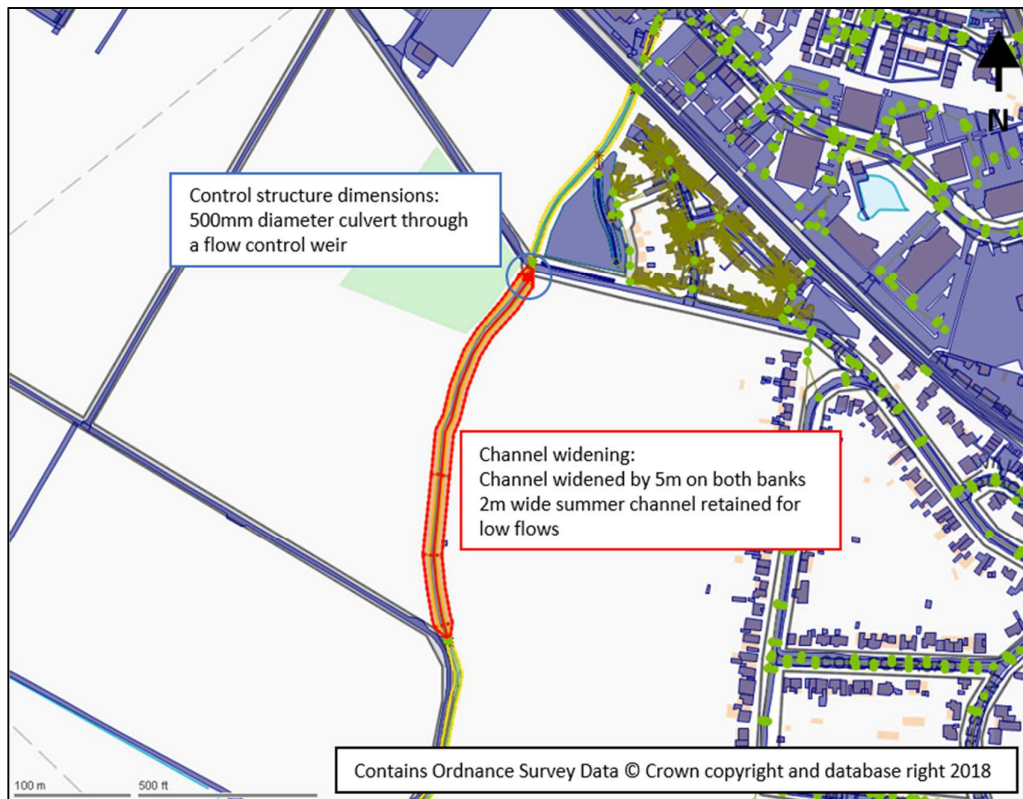 N
Control structure dimensions:
500mm diameter culvert through
a flow control weir
Channel widening:
Channel widened by 5m on both banks
2m wide summer channel retained for
low flows
Contains Ordnance Survey Data © Crown copyright and database right 2018
100 m
500 ft